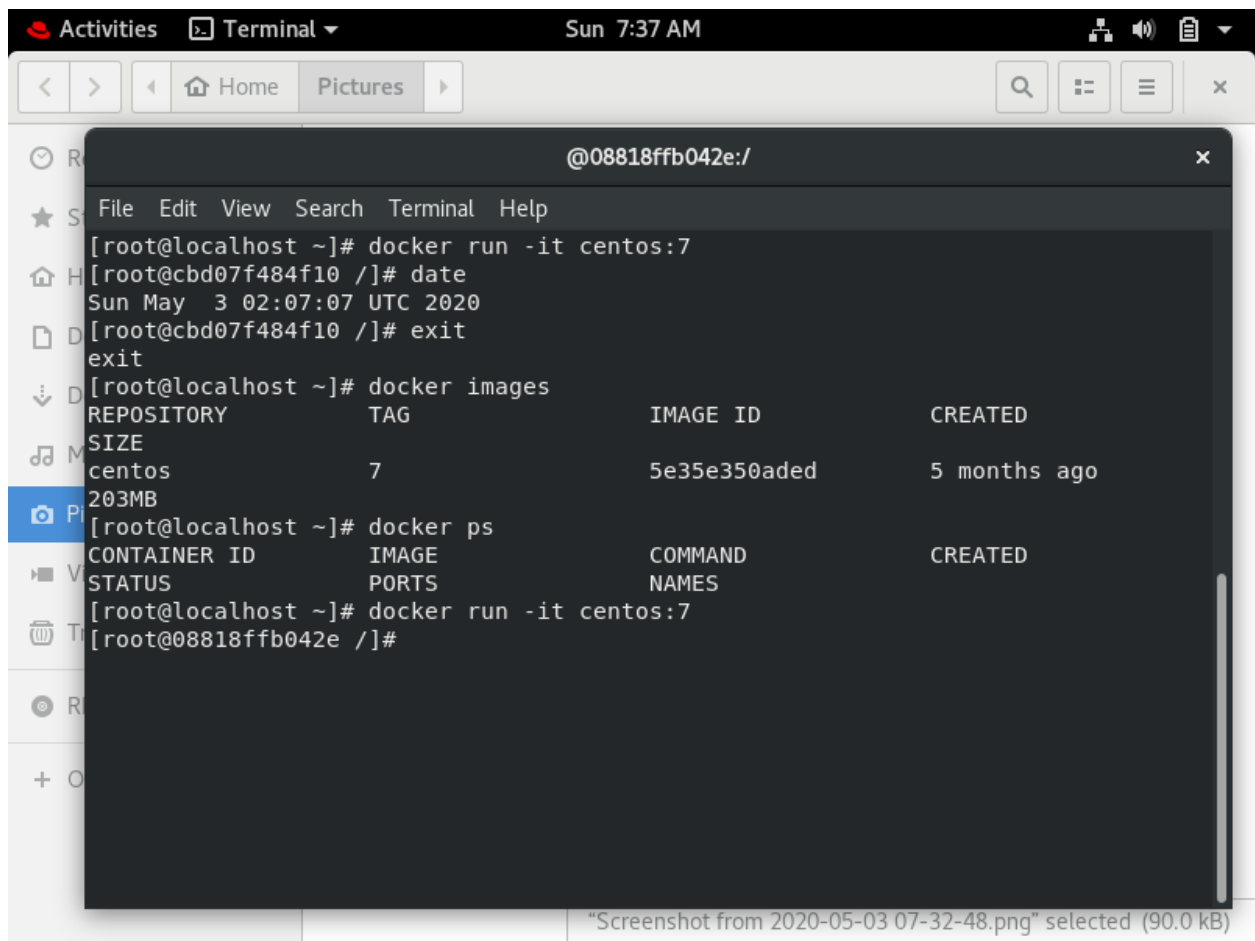 Activities Terminal Sun 7:37 AM
Home Pictures
@08818ffb042e:/
File Edit View Search Terminal Help
[root@localhost ~]# docker run -it centos:7
[root@cbd07f484f10 /]# date
Sun May  3 02:07:07 UTC 2020
[root@cbd07f484f10 /]# exit
exit
[root@localhost ~]# docker images
REPOSITORY          TAG                 IMAGE ID            CREATED
SIZE
centos              7                   5e35e350aded        5 months ago
203MB
[root@localhost ~]# docker ps
CONTAINER ID        IMAGE               COMMAND             CREATED
STATUS              PORTS               NAMES
[root@localhost ~]# docker run -it centos:7
[root@08818ffb042e /]#
"Screenshot from 2020-05-03 07-32-48.png" selected (90.0 kB)